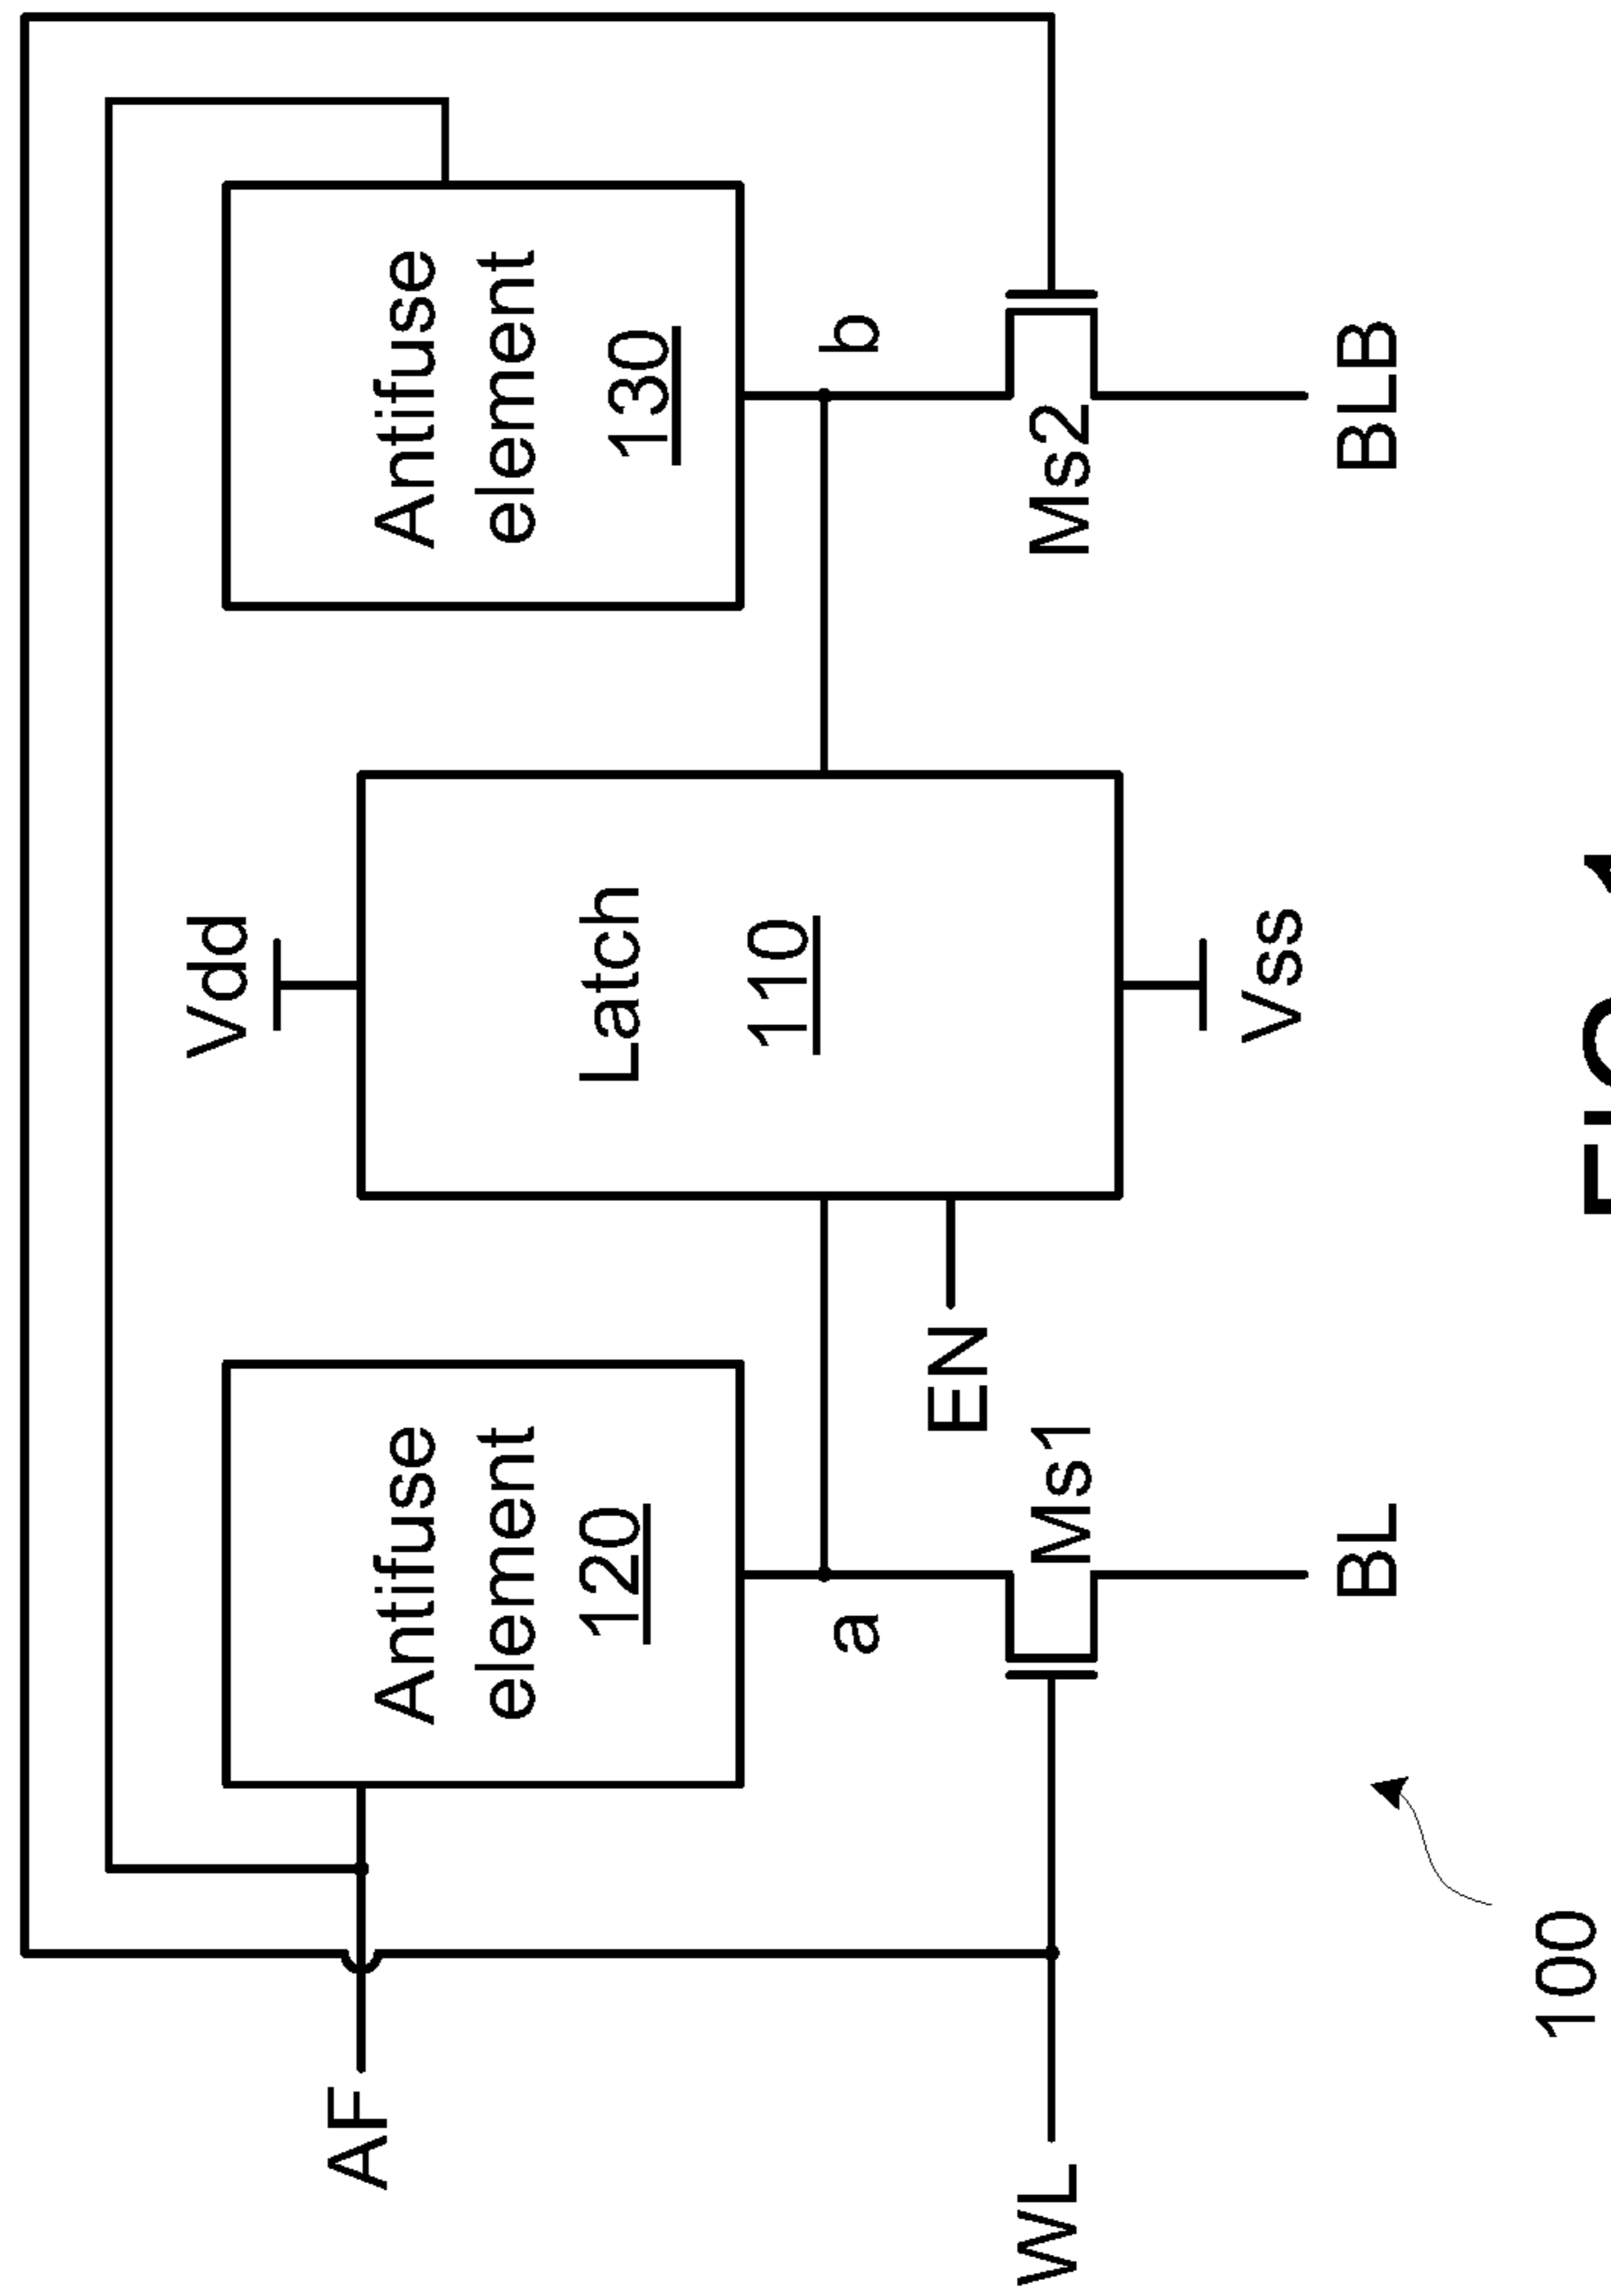 Vdd
AF
Antifuse
element
120
Latch
110
Antifuse
element
130
a
b
EN
WL
Ms1
Ms2
Vss
BL
BLB
100